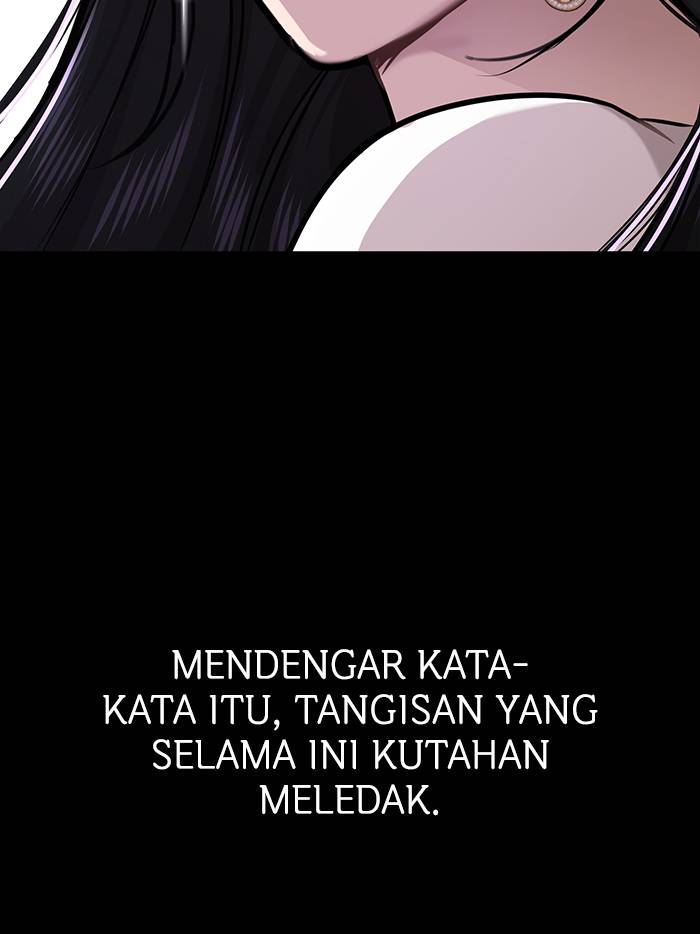 MENDENGAR KATA-
KATA ITU, TANGISAN YANG
SELAMA INI KUTAHAN
MELEDAK.